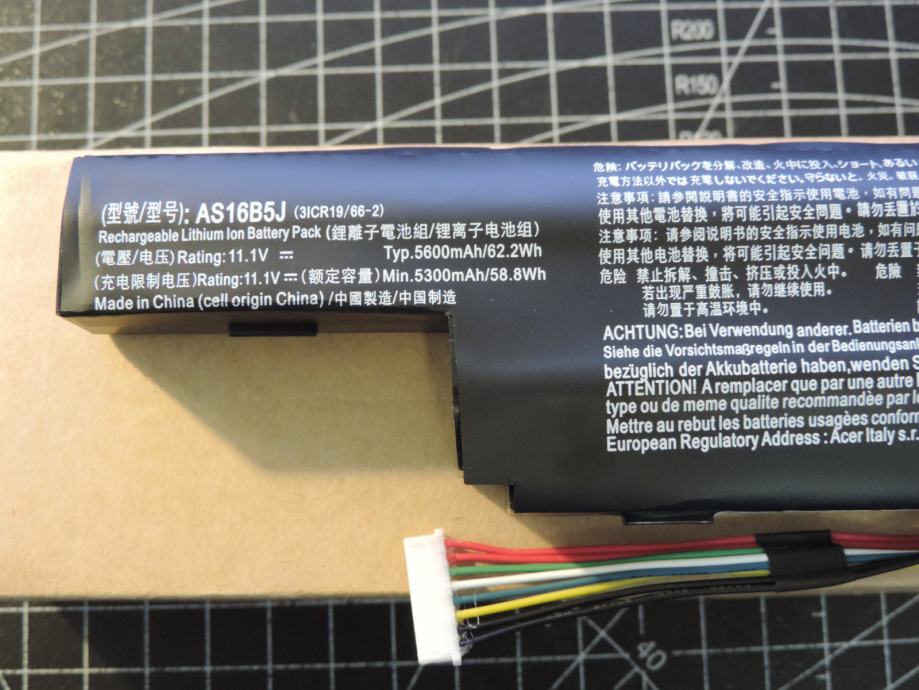 R200
R150
(型號/型号): AS16B5J (3ICR19/66-2)
Rechargeable Lithium Ion Battery Pack (鋰離子電池組/锂离子电池组)
(電壓/电压) Rating: 11.1V ⎓ Typ.5600mAh/62.2Wh
(充电限制电压) Rating:11.1V ⎓ (额定容量) Min.5300mAh/58.8Wh
Made in China (cell origin China) /中國製造/中国制造
危険: バッテリパックを分解、改造、火中に投入、ショート、あるい
充電方法以外では充電しないでください。守らないと、火災、破裂
注意事項: 請參閱說明書的安全指示使用電池，如有問題
使用其他電池替換，將可能引起安全問題。請勿丟置
注意事项: 请参阅说明书的安全指示使用电池，如有问
使用其他电池替换，将可能引起安全问题。请勿丢置
危险 禁止拆解、撞击、挤压或投入火中。 危險
若出现严重鼓胀，请勿继续使用。
请勿置于高温环境中。
ACHTUNG: Bei Verwendung anderer. Batterien b
Siehe die Vorsichtsmaßregeln in der Bedienungsanl
bezüglich der Akkubatterie haben,wenden S
ATTENTION! A remplacer que par une autre
type ou de meme qualite recommandèe par l
Mettre au rebut les batteries usagèes confor
European Regulatory Address : Acer Italy s.r.
40